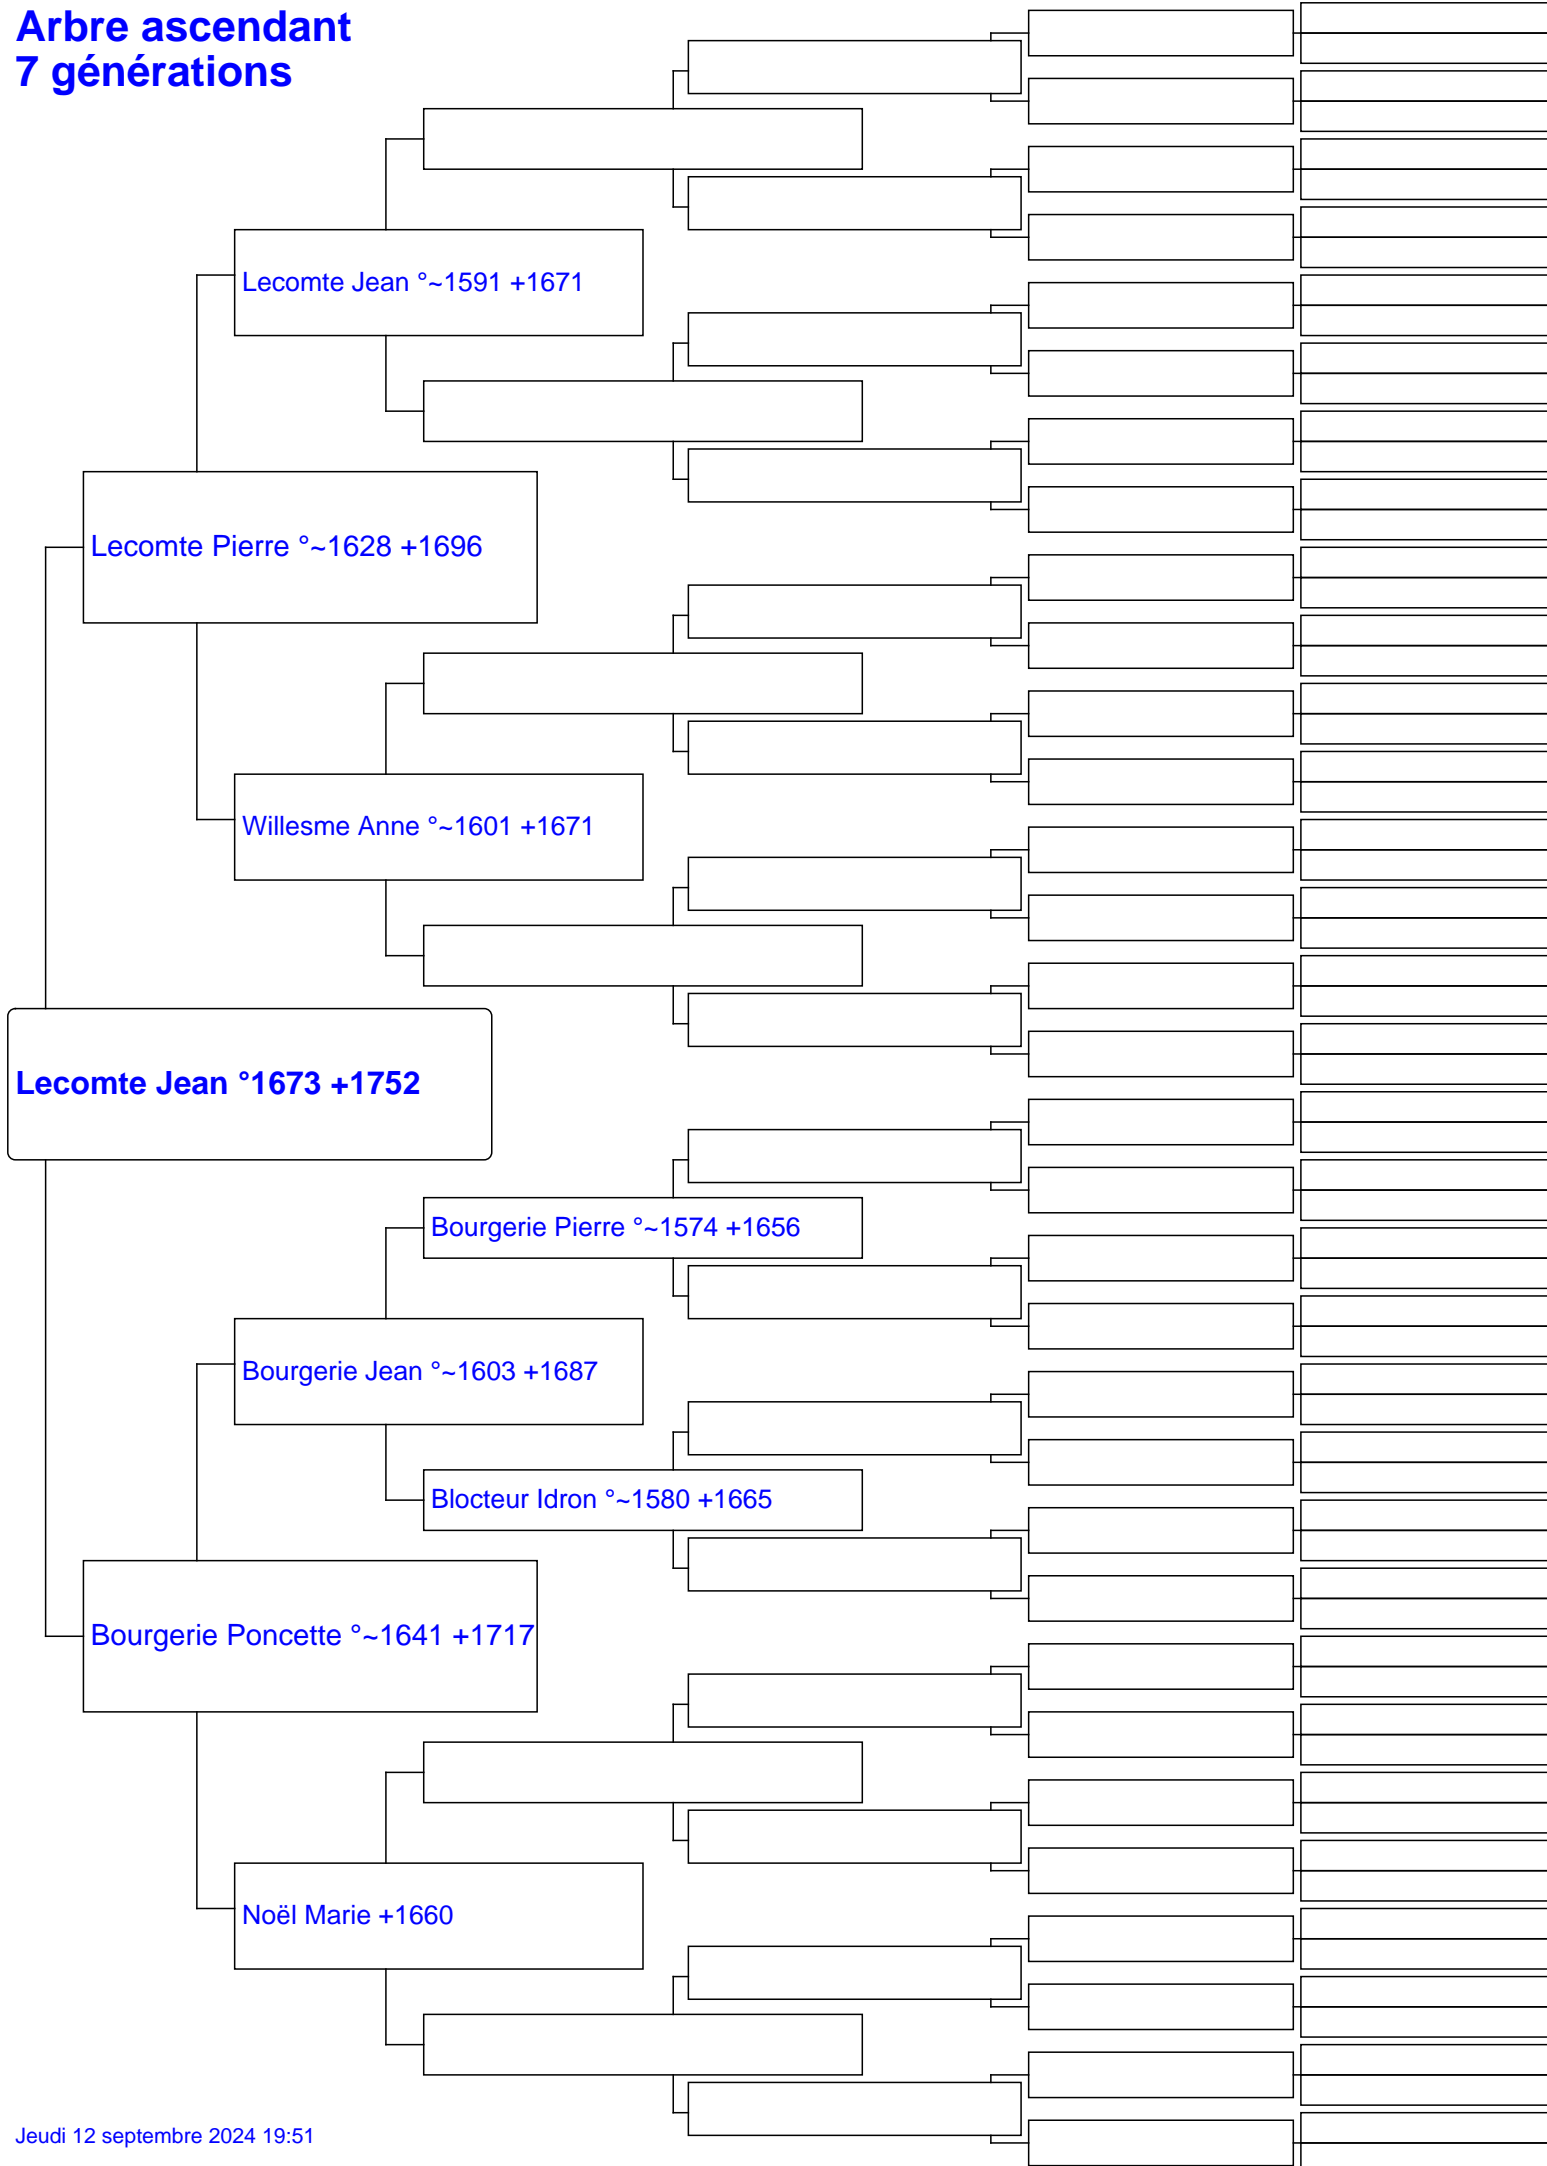 Arbre ascendant
7 générations
Lecomte Jean °~1591 +1671
Lecomte Pierre °~1628 +1696
Willesme Anne °~1601 +1671
Lecomte Jean °1673 +1752
Bourgerie Pierre °~1574 +1656
Bourgerie Jean °~1603 +1687
Blocteur Idron °~1580 +1665
Bourgerie Poncette °~1641 +1717
Noël Marie +1660
Jeudi 12 septembre 2024 19:51